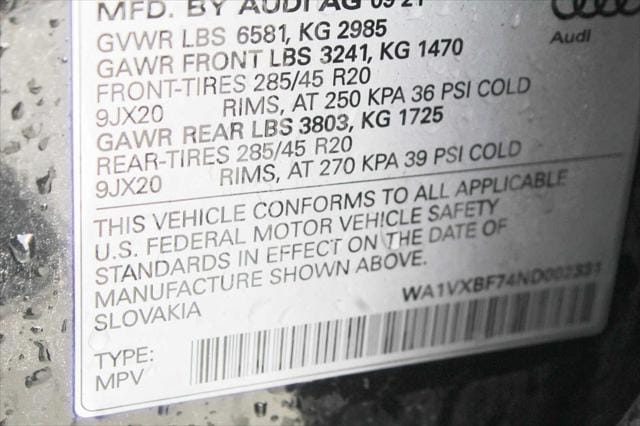 MFD. BY AUDI AG 09 21
Audi
GVWR LBS 6581, KG 2985
GAWR FRONT LBS 3241, KG 1470
FRONT-TIRES 285/45 R20
9JX20 RIMS, AT 250 KPA 36 PSI COLD
GAWR REAR LBS 3803, KG 1725
REAR-TIRES 285/45 R20
9JX20 RIMS, AT 270 KPA 39 PSI COLD
THIS VEHICLE CONFORMS TO ALL APPLICABLE
U.S. FEDERAL MOTOR VEHICLE SAFETY
STANDARDS IN EFFECT ON THE DATE OF
MANUFACTURE SHOWN ABOVE.
SLOVAKIA
WA1VXBF74ND002331
TYPE:
MPV